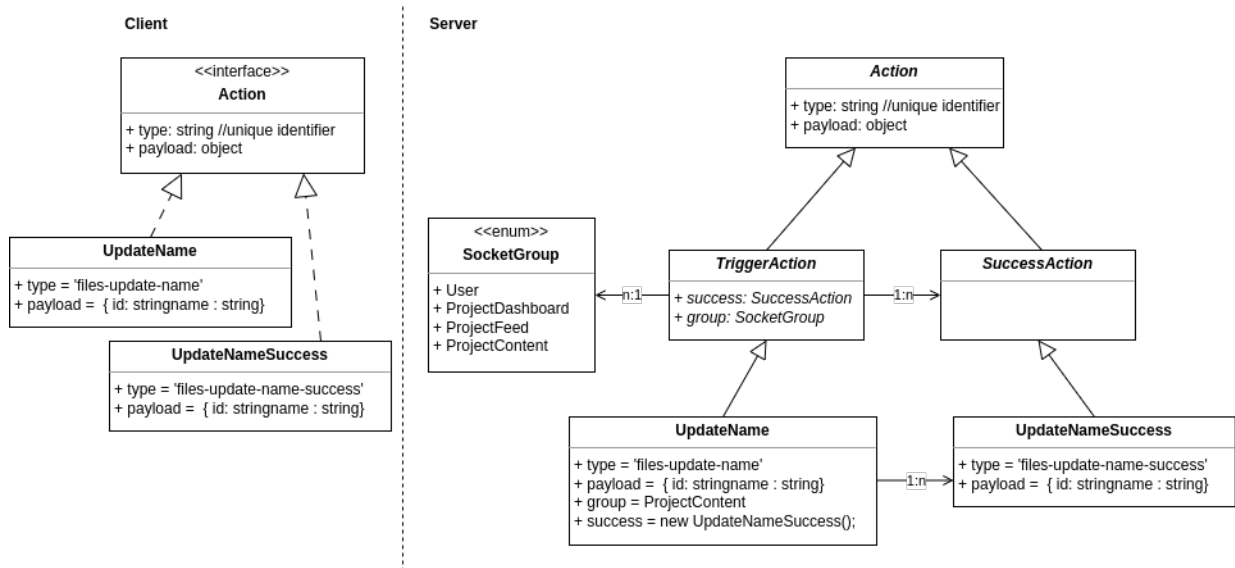 Client
<<interface>>
Action
+ type: string //unique identifier
+ payload: object
UpdateName
+ type = 'files-update-name'
+ payload = { id: stringname : string}
UpdateNameSuccess
+ type = 'files-update-name-success'
+ payload = { id: stringname : string}
Server
Action
+ type: string //unique identifier
+ payload: object
<<enum>>
SocketGroup
+ User
+ ProjectDashboard
+ ProjectFeed
+ ProjectContent
n:1
TriggerAction
+ success: SuccessAction
+ group: SocketGroup
1:n
SuccessAction
UpdateName
+ type = 'files-update-name'
+ payload = { id: stringname : string}
+ group = ProjectContent
+ success = new UpdateNameSuccess();
1:n
UpdateNameSuccess
+ type = 'files-update-name-success'
+ payload = { id: stringname : string}